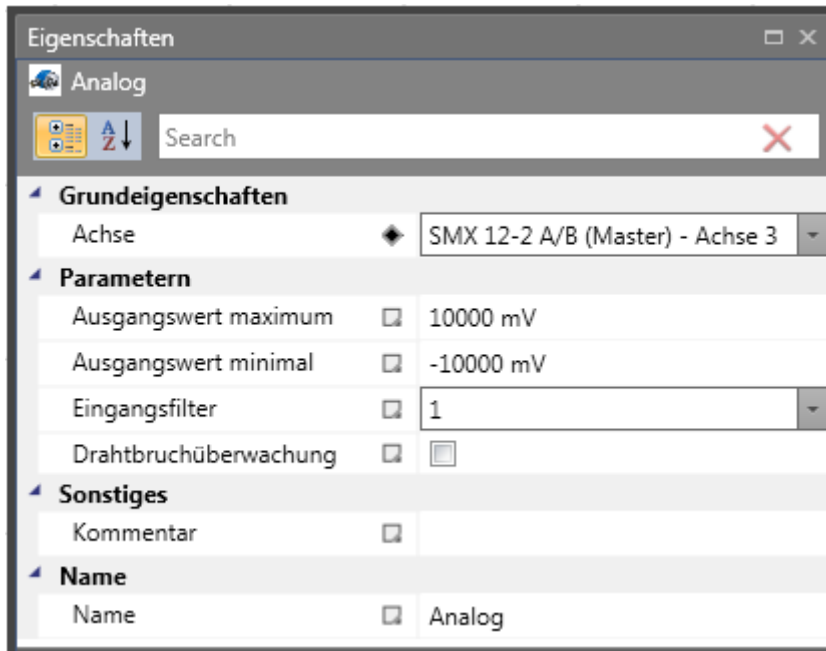 Eigenschaften
Analog
A Z Search
Grundeigenschaften
Achse SMX 12-2 A/B (Master) - Achse 3
Parametern
Ausgangswert maximum 10000 mV
Ausgangswert minimal -10000 mV
Eingangsfilter 1
Drahtbruchüberwachung
Sonstiges
Kommentar
Name
Name Analog